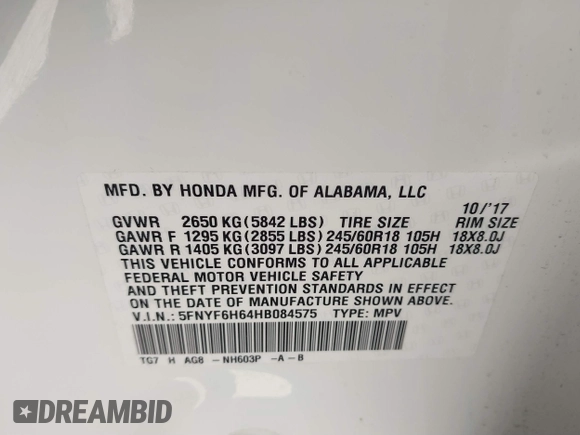 MFD. BY HONDA MFG. OF ALABAMA, LLC
10/'17
GVWR 2650 KG (5842 LBS) TIRE SIZE RIM SIZE
GAWR F 1295 KG (2855 LBS) 245/60R18 105H 18X8.0J
GAWR R 1405 KG (3097 LBS) 245/60R18 105H 18X8.0J
THIS VEHICLE CONFORMS TO ALL APPLICABLE
FEDERAL MOTOR VEHICLE SAFETY
AND THEFT PREVENTION STANDARDS IN EFFECT
ON THE DATE OF MANUFACTURE SHOWN ABOVE.
V.I.N.: 5FNYF6H64HB084575 TYPE: MPV
TG7 H AG8 - NH603P -A-B
DREAMBID